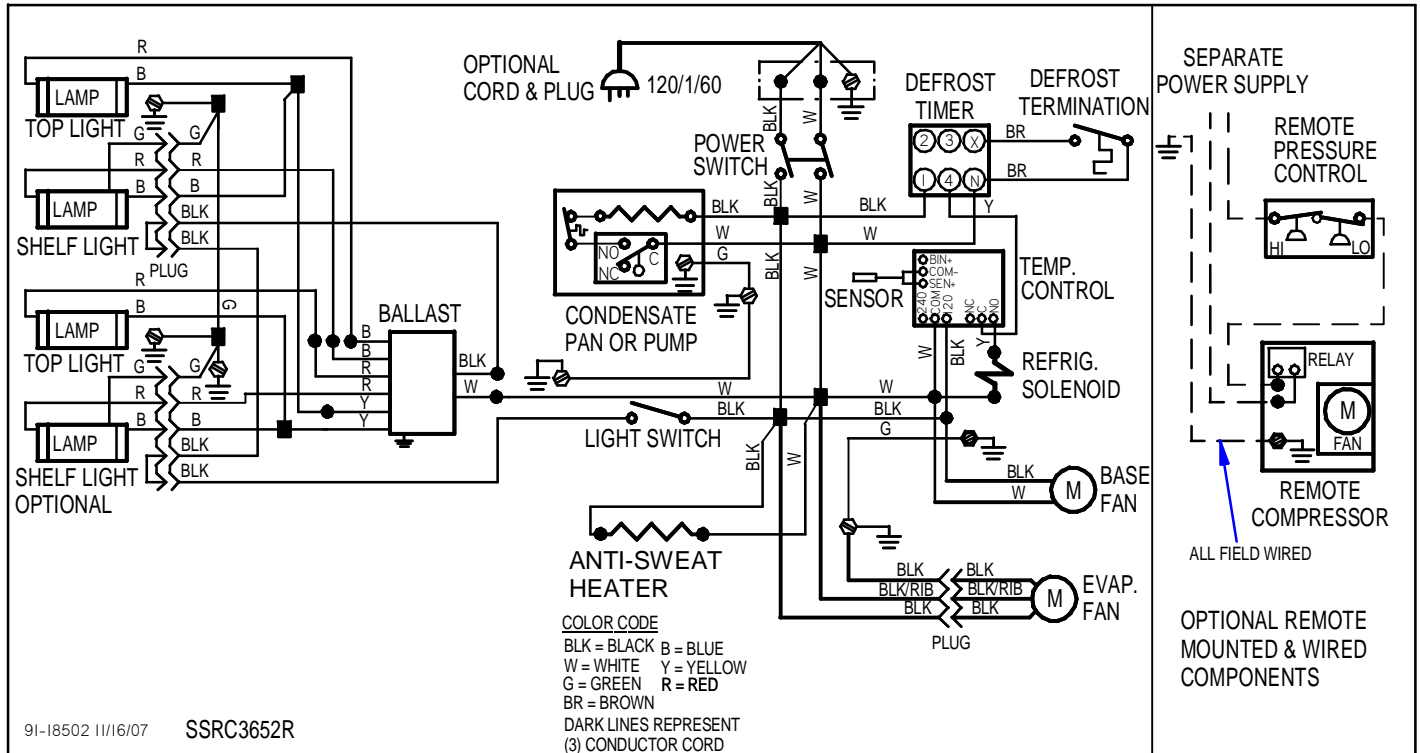 R
B
LAMP
TOP LIGHT
G
G
R
R
B
B
LAMP
BLK
BLK
SHELF LIGHT
PLUG
R
B
LAMP
TOP LIGHT
G
G
G
R
R
B
B
LAMP
BLK
BLK
SHELF LIGHT
OPTIONAL
BALLAST
B
B
R
R
Y
Y
BLK
W
OPTIONAL
CORD & PLUG
120/1/60
BLK
W
POWER
SWITCH
BLK
W
BLK
W
G
NO
NC
C
CONDENSATE
PAN OR PUMP
BLK
W
BLK
W
DEFROST
TIMER
2 3 X
1 4 N
Y
DEFROST
TERMINATION
BR
BR
SENSOR
BIN+
COM-
SEN+
240
COM
120
NC
C
NO
TEMP.
CONTROL
W
BLK
Y
REFRIG.
SOLENOID
W
W
LIGHT SWITCH
BLK
BLK
G
BLK
W
ANTI-SWEAT
HEATER
BLK
W
M
BASE
FAN
BLK
BLK
BLK/RIB
BLK/RIB
BLK
BLK
M
EVAP.
FAN
PLUG
COLOR CODE
BLK = BLACK B = BLUE
W = WHITE Y = YELLOW
G = GREEN R = RED
BR = BROWN
DARK LINES REPRESENT
(3) CONDUCTOR CORD
91-18502 11/16/07 SSRC3652R
SEPARATE
POWER SUPPLY
REMOTE
PRESSURE
CONTROL
HI
LO
RELAY
M
FAN
REMOTE
COMPRESSOR
ALL FIELD WIRED
OPTIONAL REMOTE
MOUNTED & WIRED
COMPONENTS